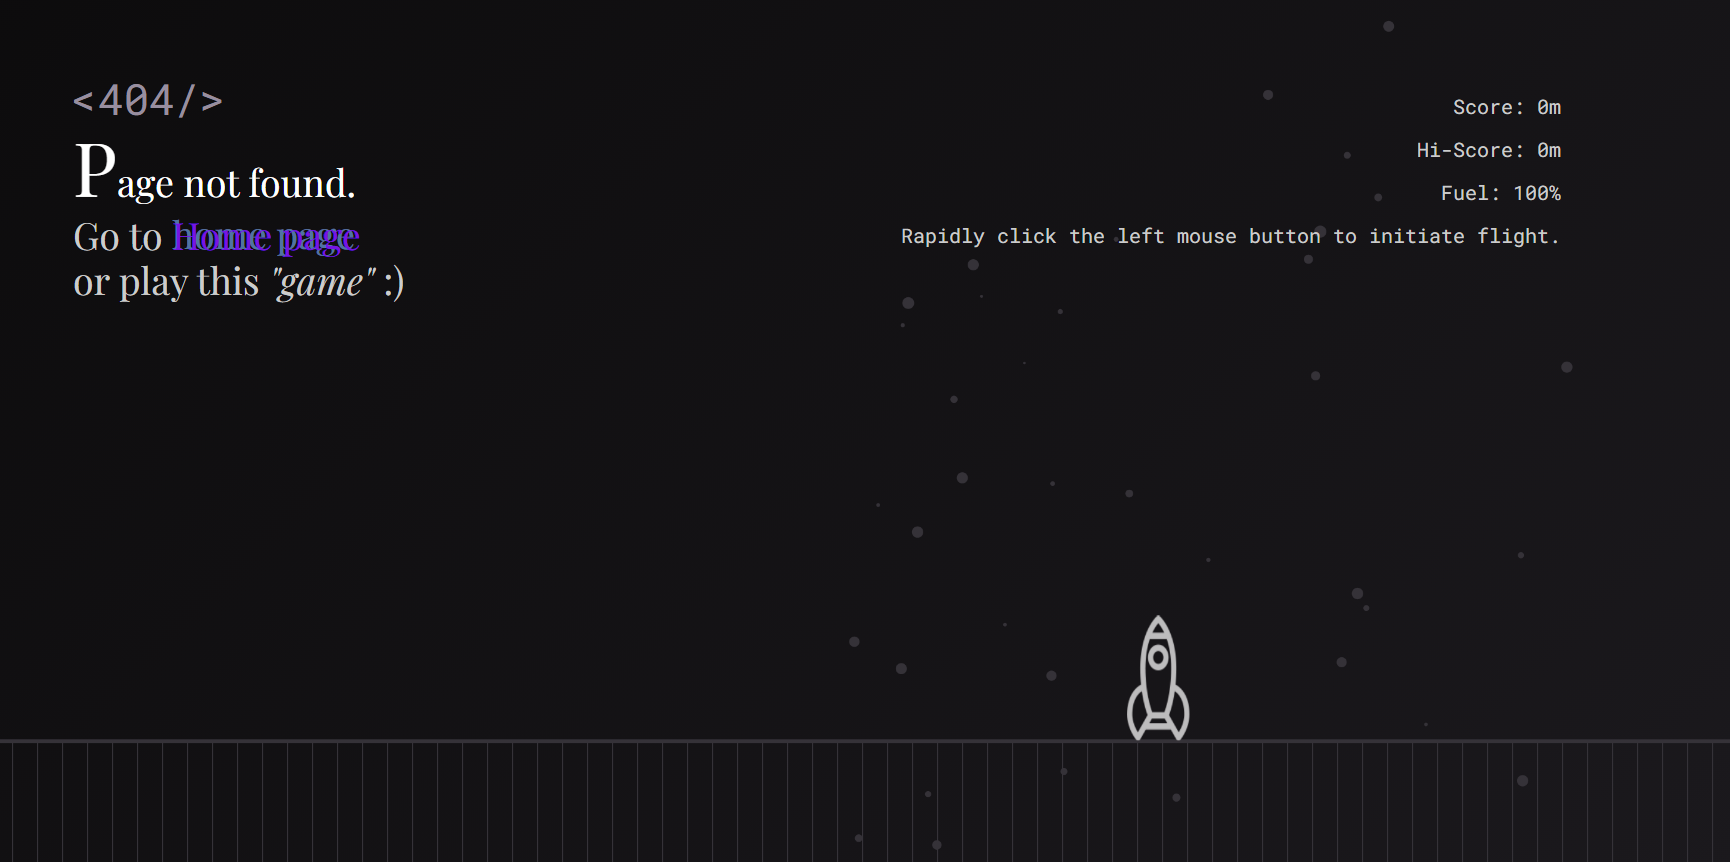 <404/>
Page not found.
Go to home page
or play this "game" :)
Score: 0m
Hi-Score: 0m
Fuel: 100%
Rapidly click the left mouse button to initiate flight.